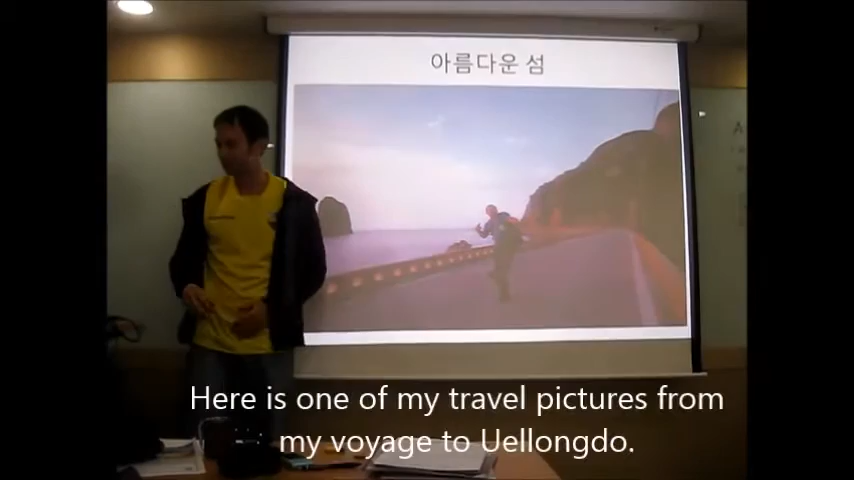 아름다운 섬
Here is one of my travel pictures from
my voyage to Uellongdo.